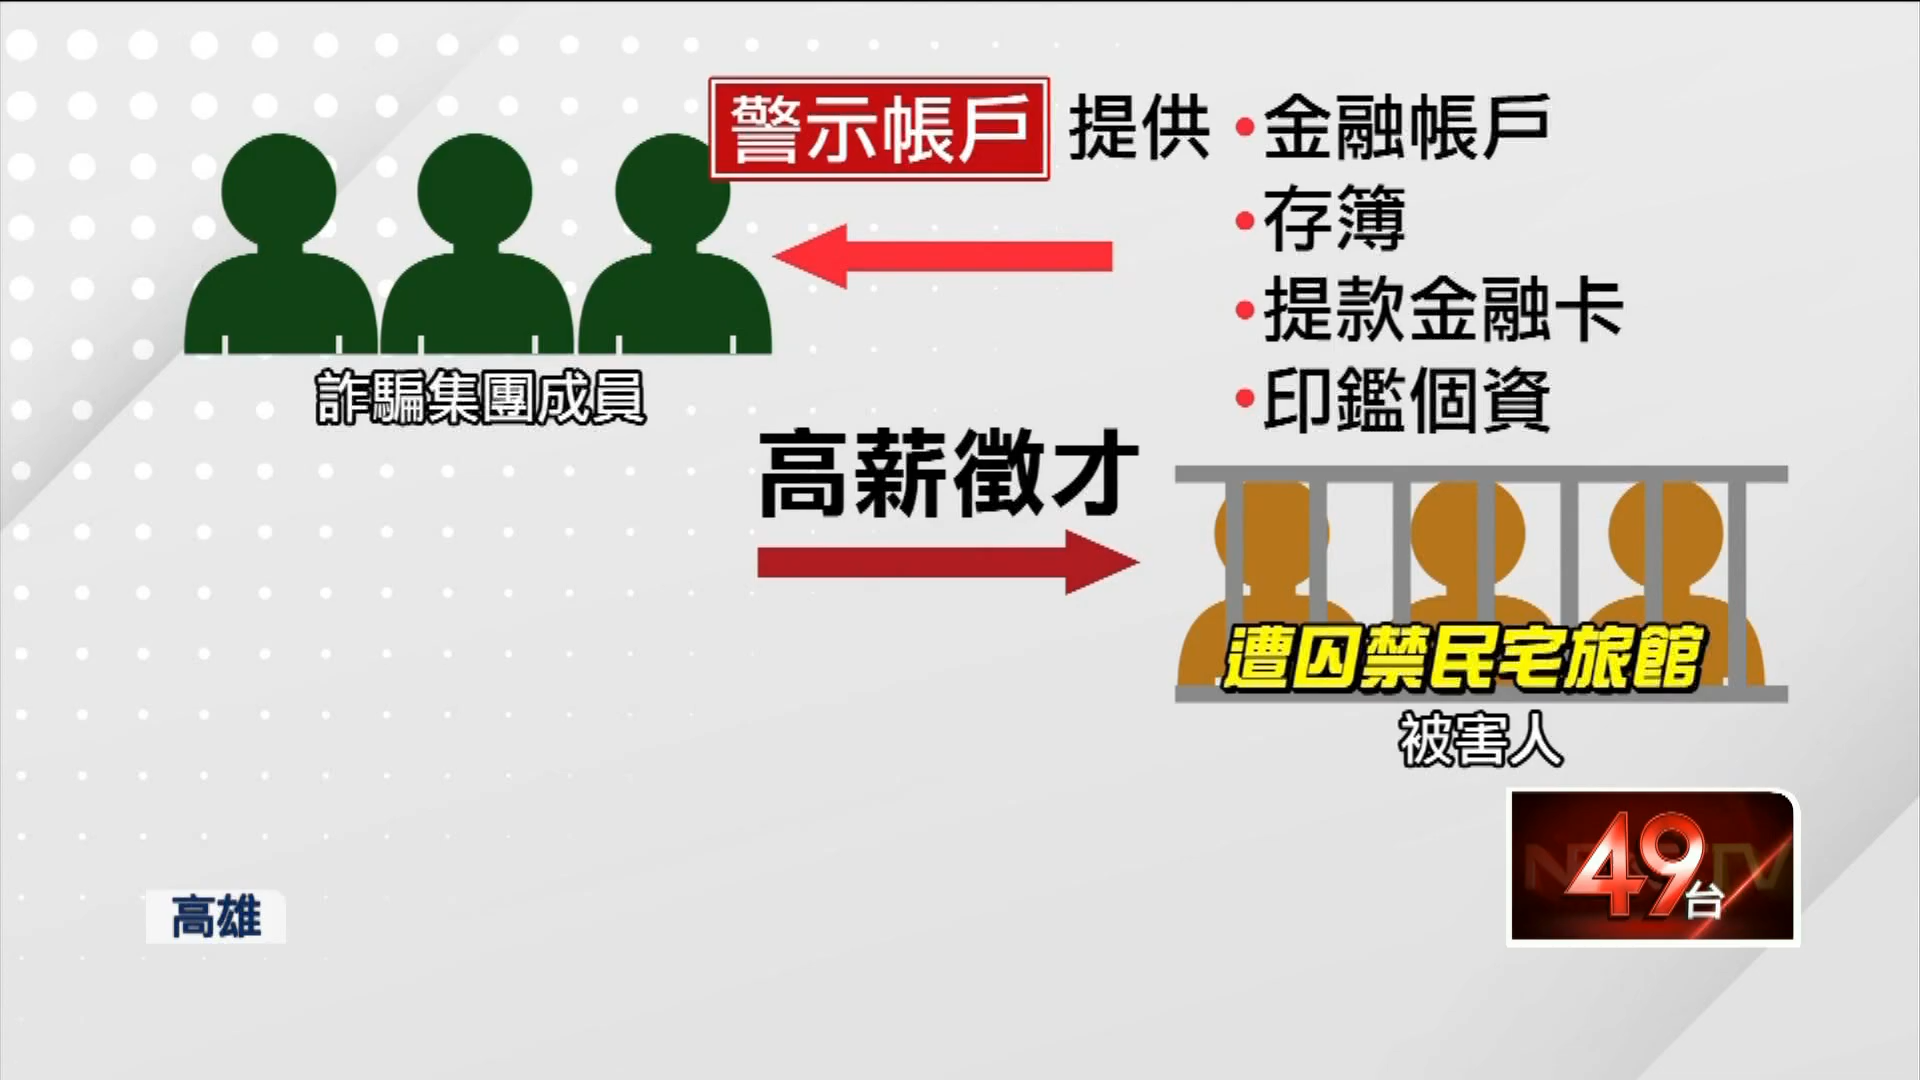 警示帳戶 提供 •金融帳戶
•存簿
•提款金融卡
•印鑑個資
詐騙集團成員
高薪徵才
遭囚禁民宅旅館
被害人
49台
高雄